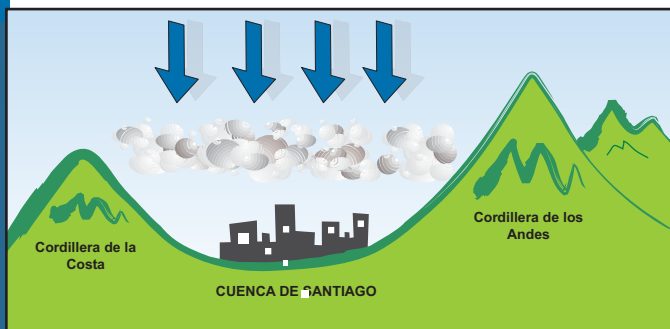 Cordillera de la
Costa
Cordillera de los
Andes
CUENCA DE SANTIAGO